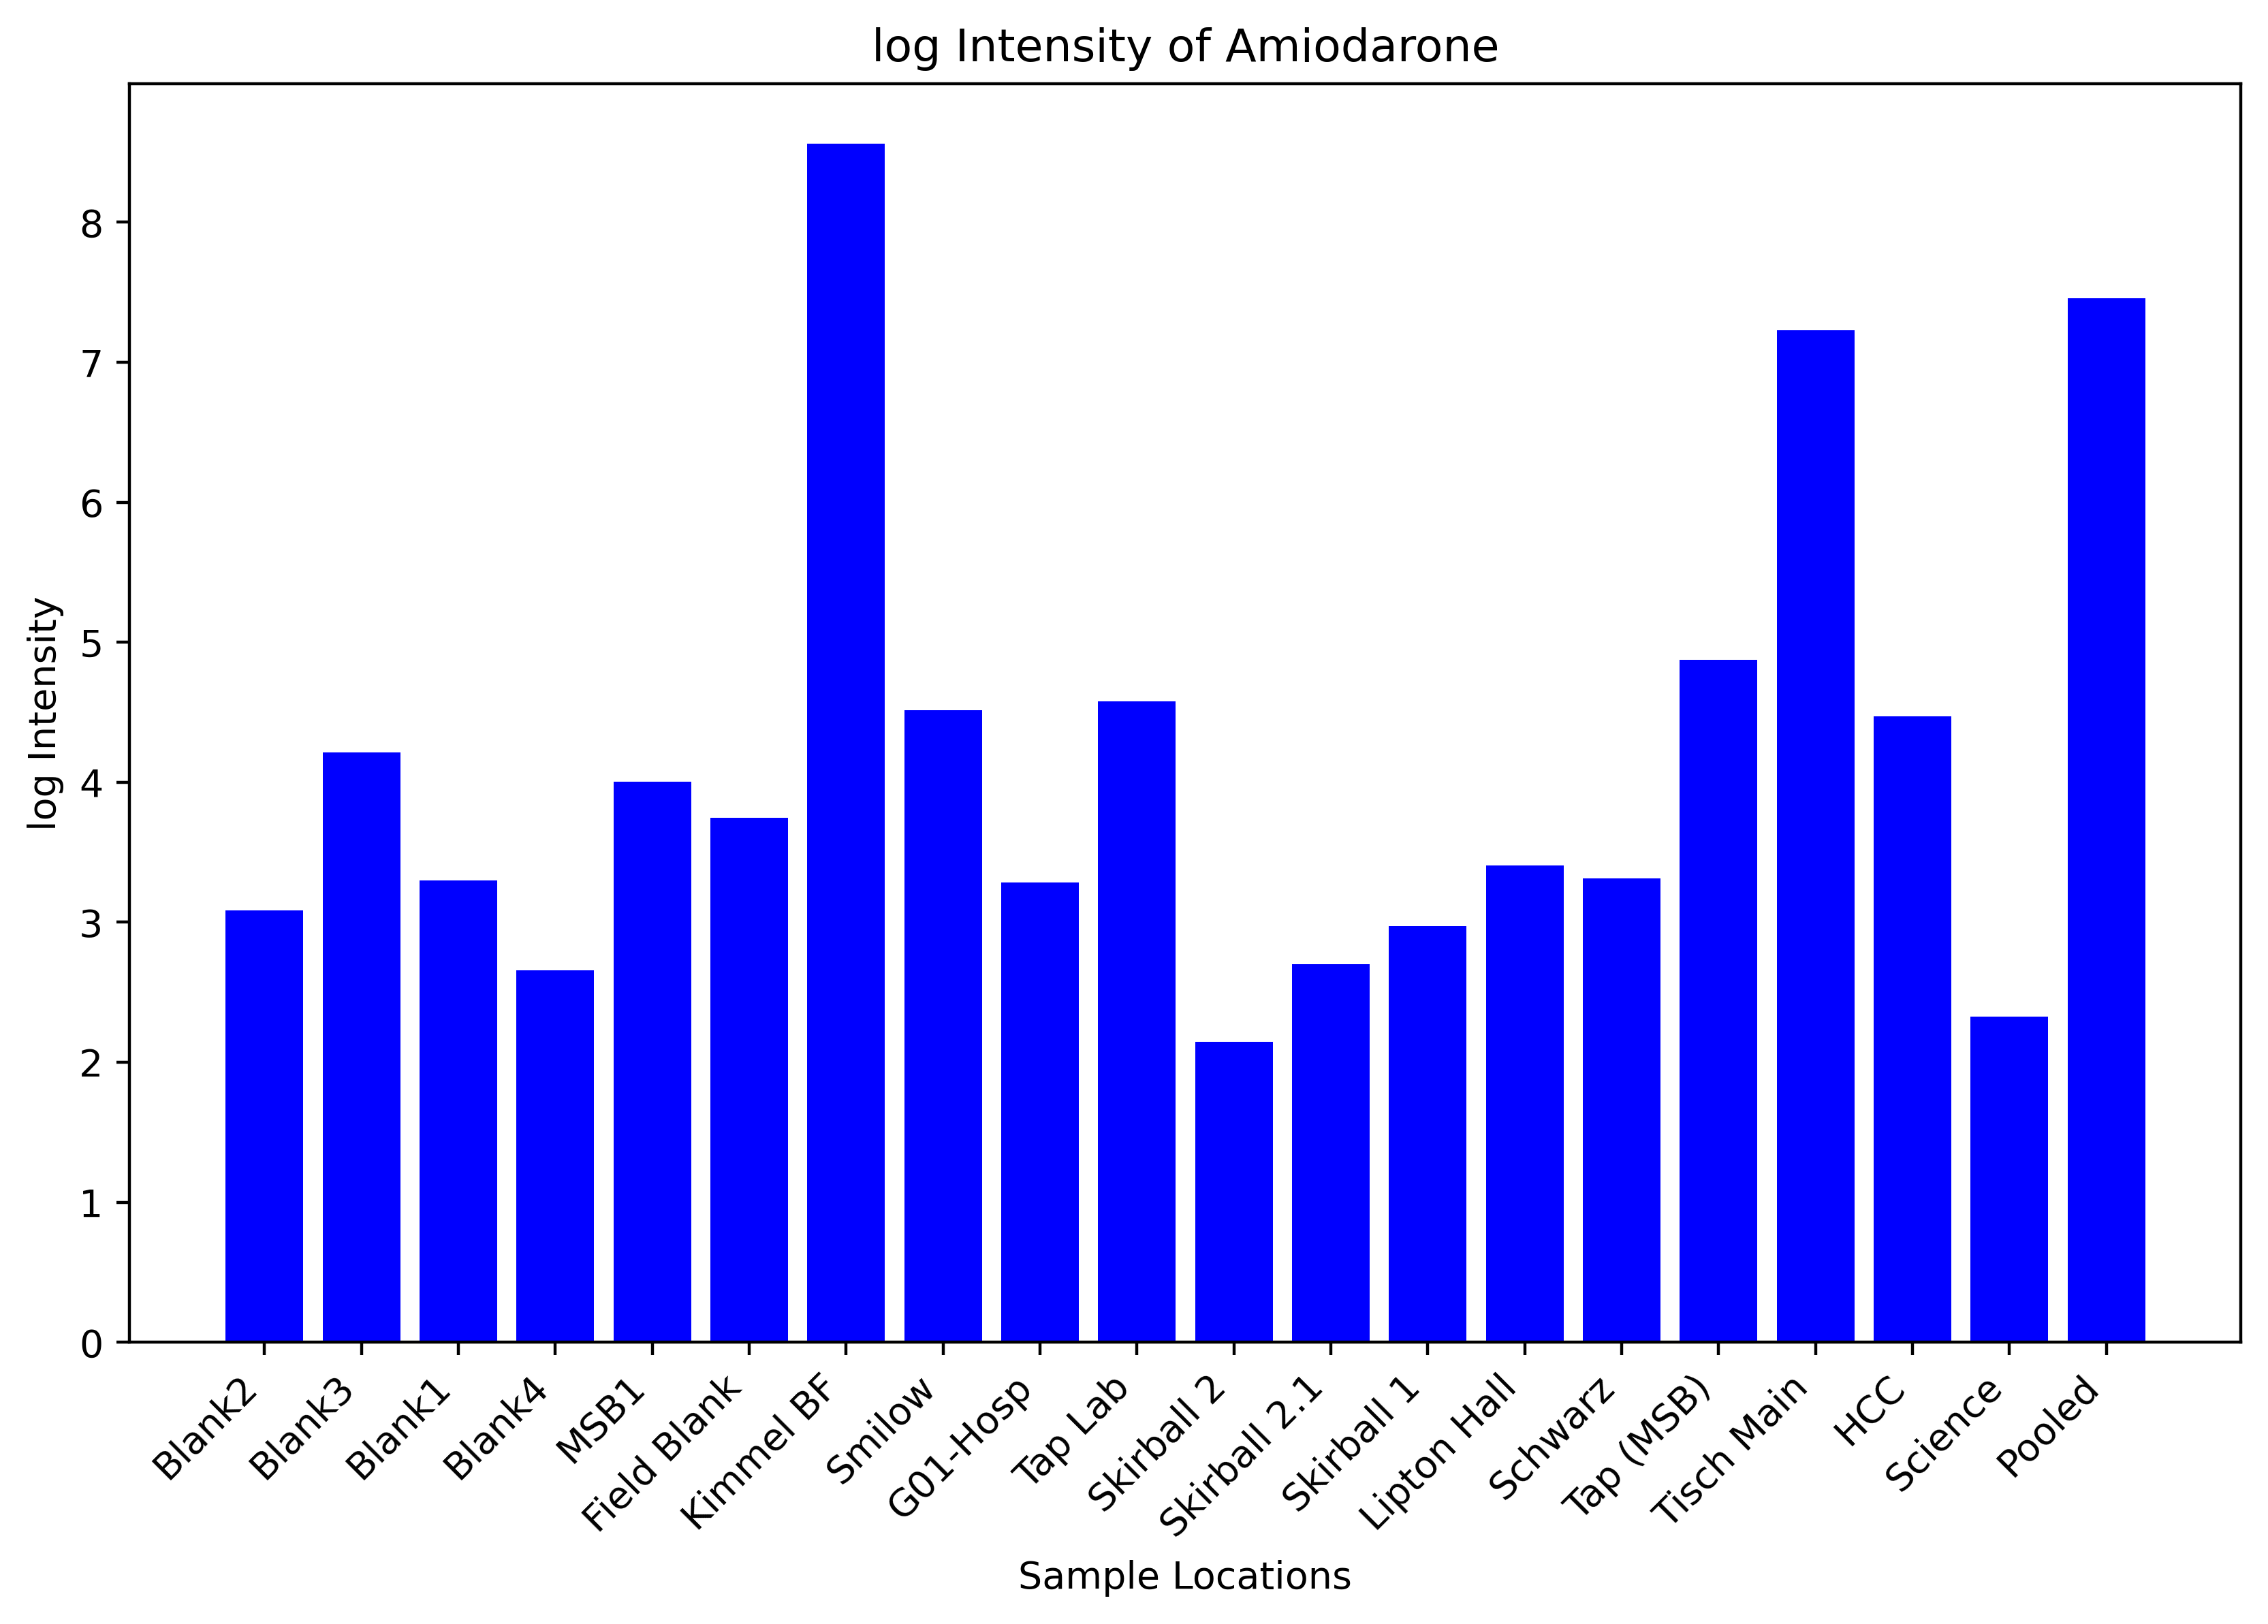 log Intensity of Amiodarone
log Intensity
8
7
6
5
4
3
2
1
0
Blank2
Blank3
Blank1
Blank4
MSB1
Field Blank
Kimmel BF
Smilow
G01-Hosp
Tap Lab
Skirball 2
Skirball 2.1
Skirball 1
Lipton Hall
Schwarz
Tap (MSB)
Tisch Main
HCC
Science
Pooled
Sample Locations